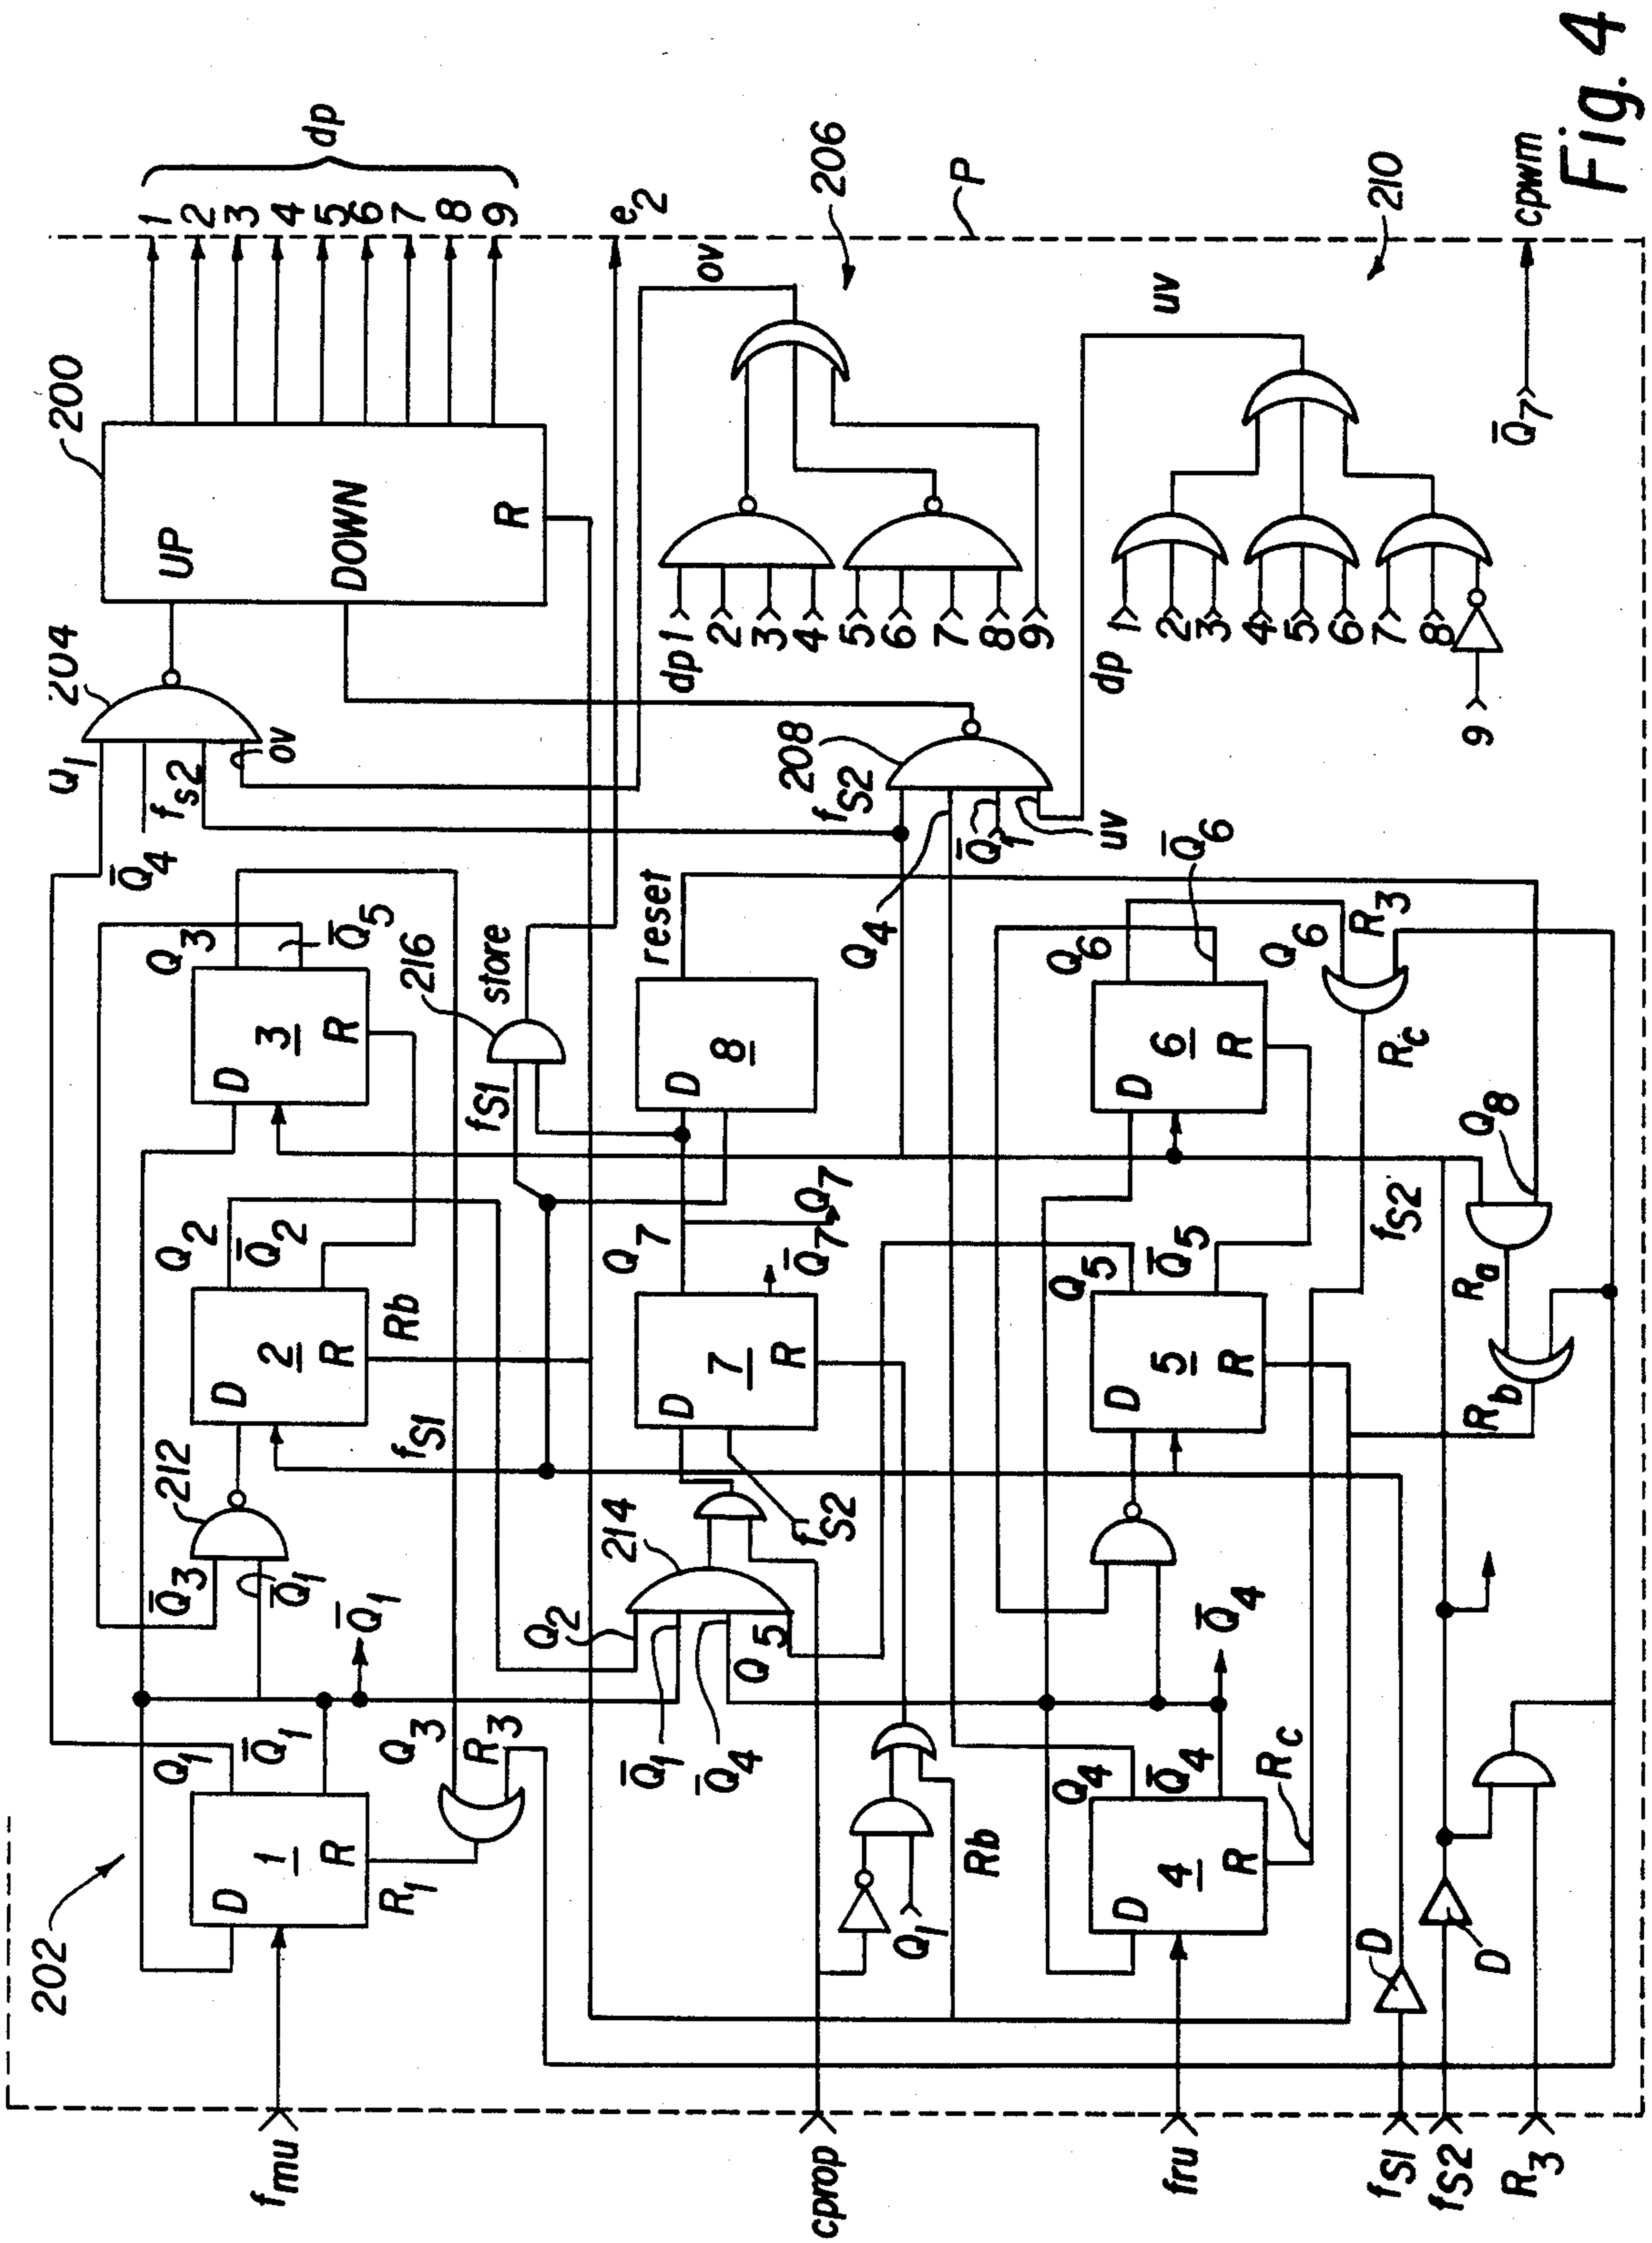 202
f mu
D
1
R
R1
Q1
Q̄1
Q3
R3
Q̄1
Q̄3
Q̄1
212
fS1
D
2
R
Rb
Q2
Q̄2
D
3
R
Q3
Q̄5
Q1
Q̄4
fs2
ov
204
UP
DOWN
R
200
1
2
3
4
5
6
7
8
9
dp
e2
cprop
Q1
Rb
Q̄1
Q̄4
Q2
Q5
214
fS2
D
7
R
Q7
Q̄7
Q7
fS1
216
store
D
8
reset
Q4
fS2
208
Q̄1
uv
dp 1
2
3
4
5
6
7
8
9
ov
206
P
fru
D
4
R
Rc
Q4
Q̄4
Q̄4
D
5
R
Q5
Q̄5
D
6
R
Q6
Q̄6
Q6
R3
Rc
dp
1
2
3
4
5
6
7
8
9
uv
210
fS1
fS2
R3
D
D
Rb
Ra
fS2
Q8
Q̄7
cpwm
Fig. 4